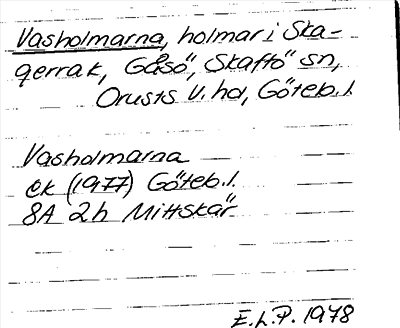 Vasholmarna, holmar i Ska-
gerrak, Gåsö, Skaftö sn,
Orusts V. hd, Göteb. l.
Vasholmarna
ek (1977) Göteb. l.
8A 2h Mittskär
E.L.P. 1978